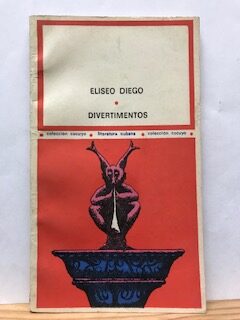 ELISEO DIEGO
DIVERTIMENTOS
colección cocuyo • literatura cubana • colección cocuyo